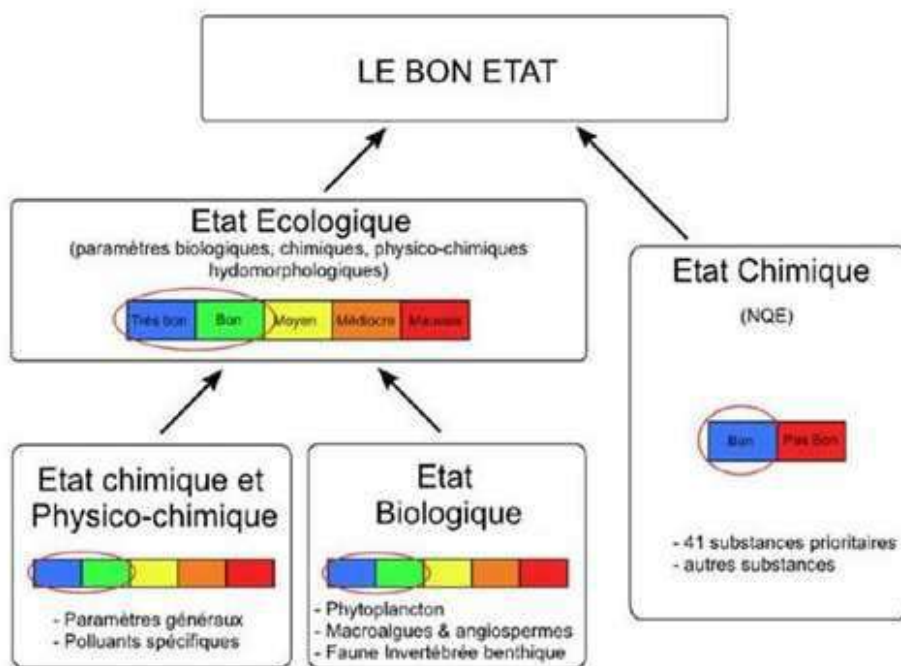 LE BON ETAT
Etat Ecologique
(paramètres biologiques, chimiques, physico-chimiques
hydomorphologiques)
Très bon Bon Moyen Médiocre Mauvais
Etat Chimique
(NQE)
Bon Pas Bon
- 41 substances prioritaires
- autres substances
Etat chimique et
Physico-chimique
- Paramètres généraux
- Polluants spécifiques
Etat
Biologique
- Phytoplancton
- Macroalgues & angiospermes
- Faune Invertébrée benthique